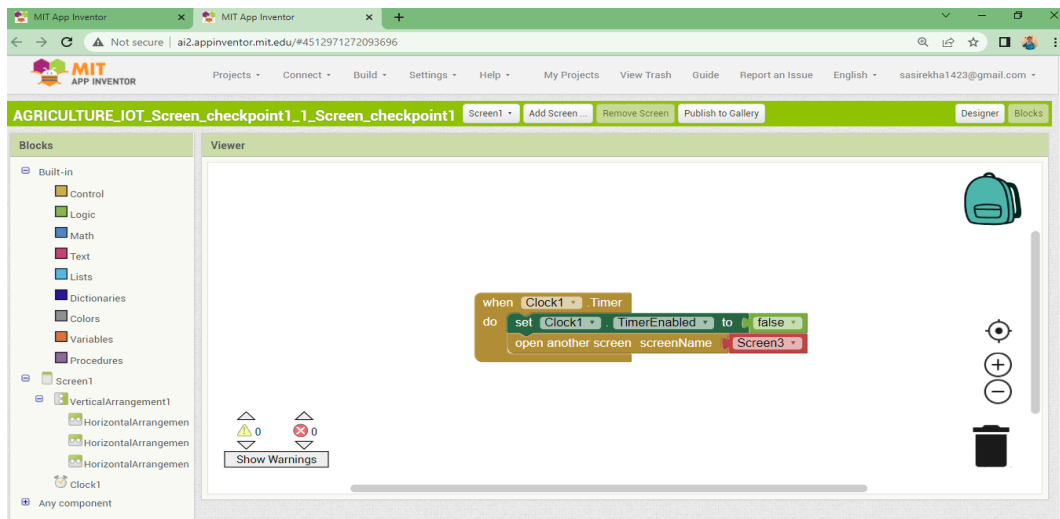 MIT App Inventor
MIT App Inventor
Not secure | ai2.appinventor.mit.edu/#4512971272093696
MIT
APP INVENTOR
Projects Connect Build Settings Help My Projects View Trash Guide Report an Issue English sasirekha1423@gmail.com
AGRICULTURE_IOT_Screen_checkpoint1_1_Screen_checkpoint1 Screen1 Add Screen ... Remove Screen Publish to Gallery Designer Blocks
Blocks
Viewer
Built-in
Control
Logic
Math
Text
Lists
Dictionaries
Colors
Variables
Procedures
Screen1
VerticalArrangement1
HorizontalArrangemen
HorizontalArrangemen
HorizontalArrangemen
Clock1
Any component
when Clock1 .Timer
do set Clock1 . TimerEnabled to false
open another screen screenName Screen3
0 0
Show Warnings